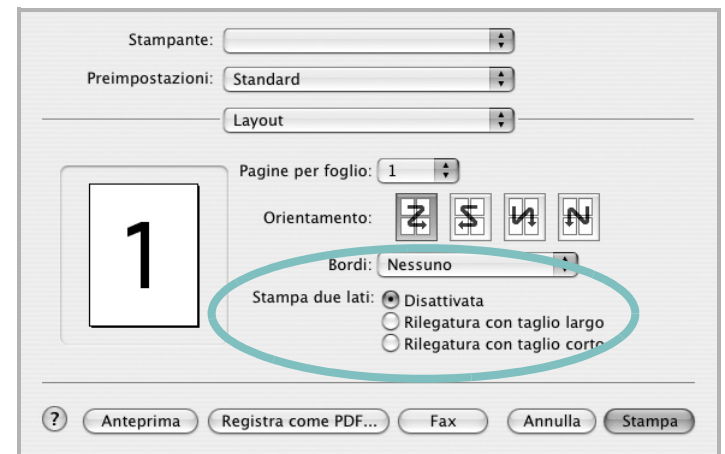 Stampante:
Preimpostazioni: Standard
Layout
Pagine per foglio: 1
Orientamento:
1
Bordi: Nessuno
Stampa due lati: Disattivata
Rilegatura con taglio largo
Rilegatura con taglio corto
? Anteprima Registra come PDF... Fax Annulla Stampa